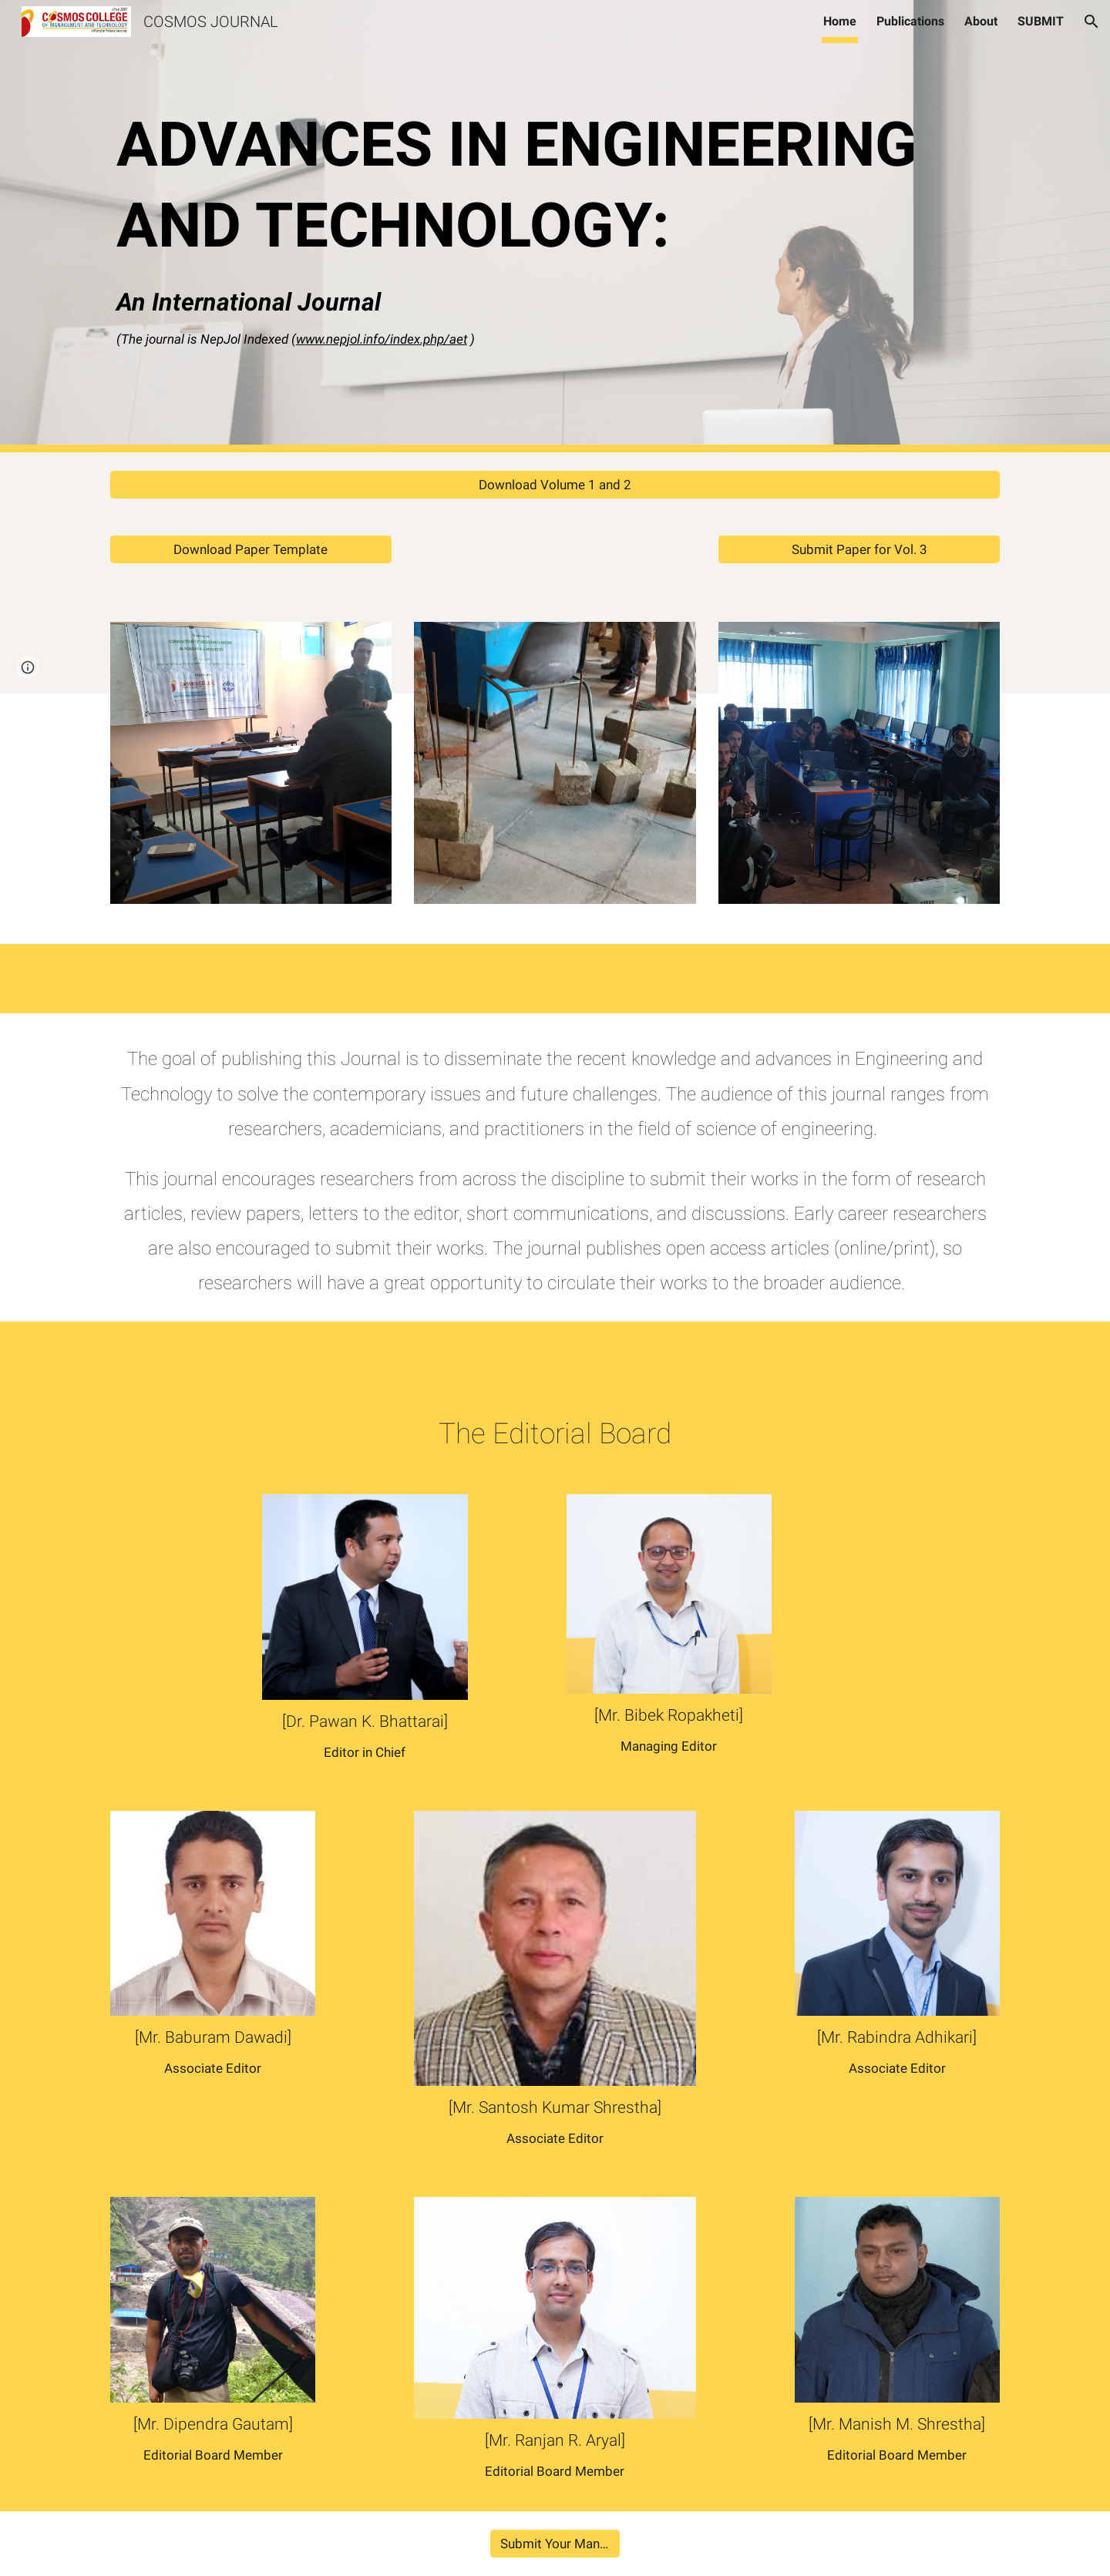 COSMOS COLLEGE
OF MANAGEMENT AND TECHNOLOGY
COSMOS JOURNAL
Home
Publications
About
SUBMIT
ADVANCES IN ENGINEERING
AND TECHNOLOGY:
An International Journal
(The journal is NepJol Indexed (www.nepjol.info/index.php/aet )
Download Volume 1 and 2
Download Paper Template
Submit Paper for Vol. 3
The goal of publishing this Journal is to disseminate the recent knowledge and advances in Engineering and
Technology to solve the contemporary issues and future challenges. The audience of this journal ranges from
researchers, academicians, and practitioners in the field of science of engineering.
This journal encourages researchers from across the discipline to submit their works in the form of research
articles, review papers, letters to the editor, short communications, and discussions. Early career researchers
are also encouraged to submit their works. The journal publishes open access articles (online/print), so
researchers will have a great opportunity to circulate their works to the broader audience.
The Editorial Board
[Dr. Pawan K. Bhattarai]
Editor in Chief
[Mr. Bibek Ropakheti]
Managing Editor
[Mr. Baburam Dawadi]
Associate Editor
[Mr. Santosh Kumar Shrestha]
Associate Editor
[Mr. Rabindra Adhikari]
Associate Editor
[Mr. Dipendra Gautam]
Editorial Board Member
[Mr. Ranjan R. Aryal]
Editorial Board Member
[Mr. Manish M. Shrestha]
Editorial Board Member
Submit Your Man...